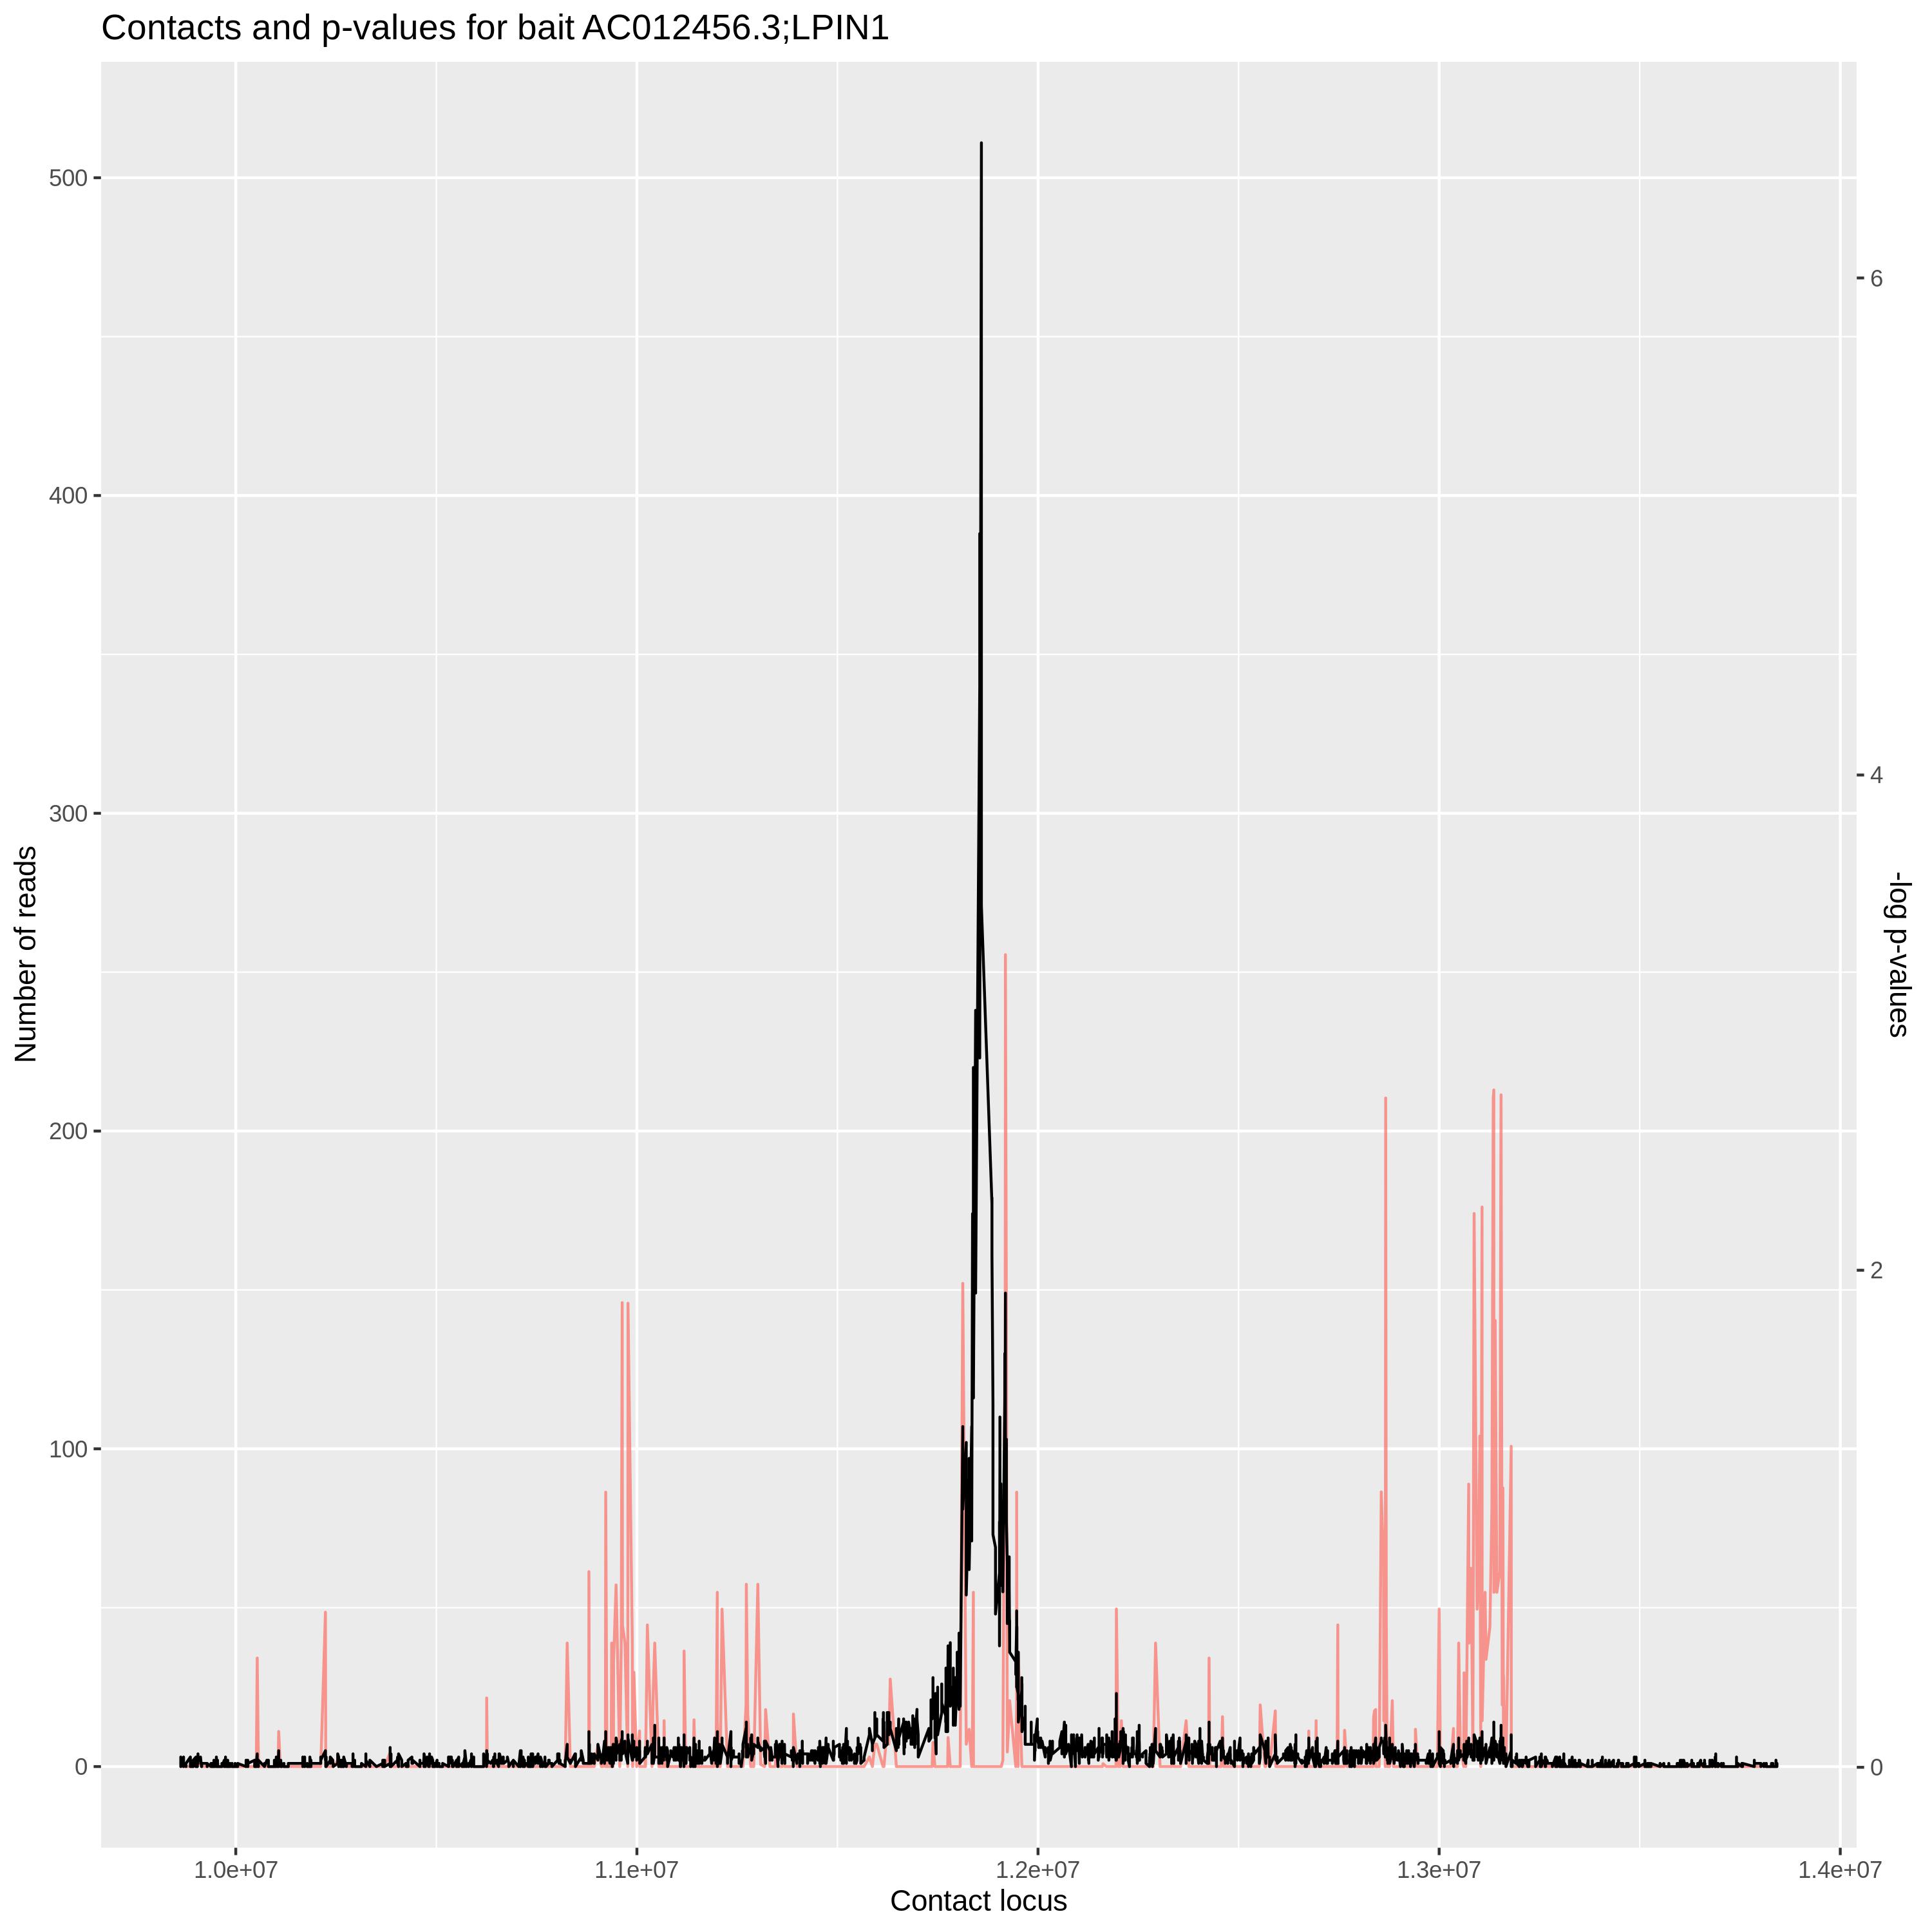 Contacts and p-values for bait AC012456.3;LPIN1
500
400
300
200
100
0
Number of reads
6
4
2
0
-log p-values
1.0e+07
1.1e+07
1.2e+07
1.3e+07
1.4e+07
Contact locus